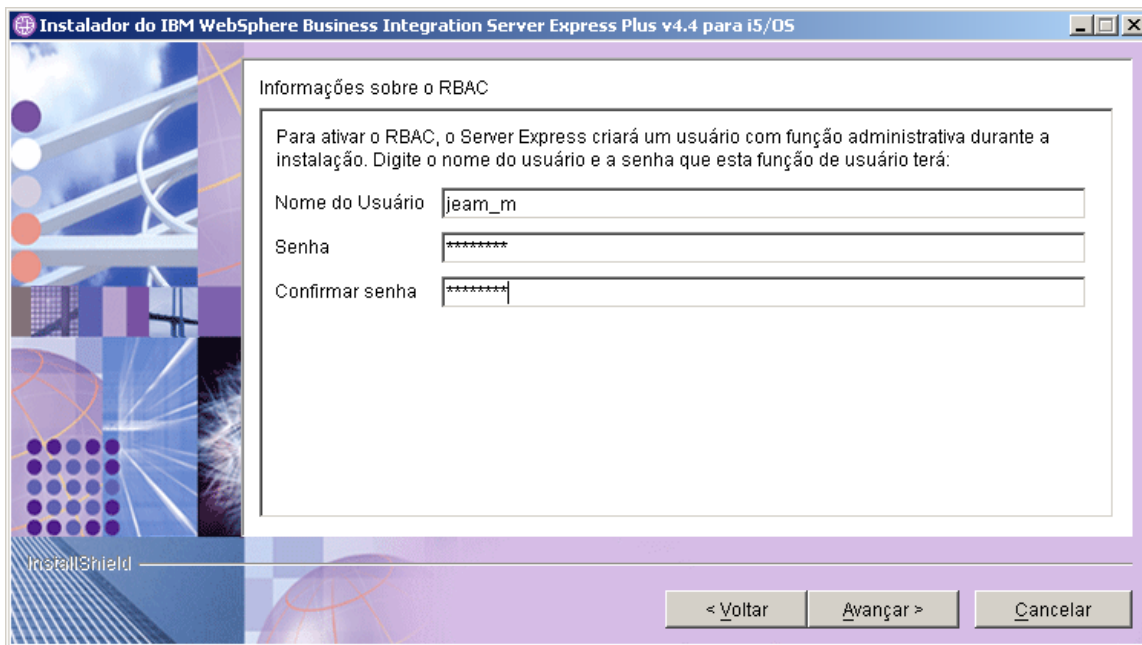 Instalador do IBM WebSphere Business Integration Server Express Plus v4.4 para i5/OS
Informações sobre o RBAC
Para ativar o RBAC, o Server Express criará um usuário com função administrativa durante a
instalação. Digite o nome do usuário e a senha que esta função de usuário terá:
Nome do Usuário jeam_m
Senha ********
Confirmar senha ********
InstallShield
< Voltar Avançar > Cancelar